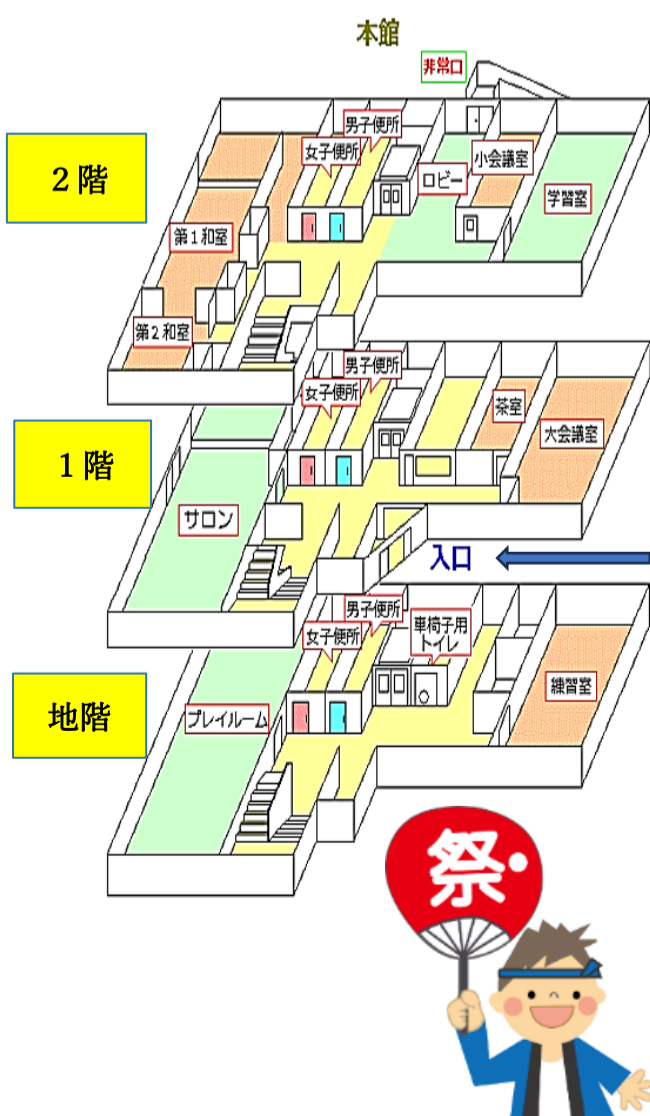 本館
非常口
2階
男子便所
女子便所
ロビー
小会議室
学習室
第1和室
第2和室
1階
男子便所
女子便所
茶室
大会議室
サロン
入口
地階
男子便所
女子便所
車椅子用
トイレ
練習室
プレイルーム
祭